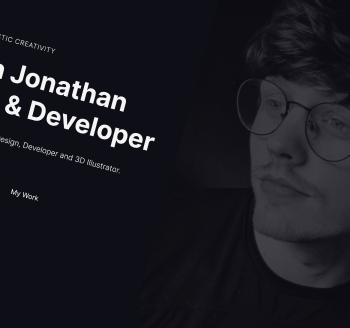 TIC CREATIVITY
Jonathan
& Developer
esign, Developer and 3D Illustrator.
My Work